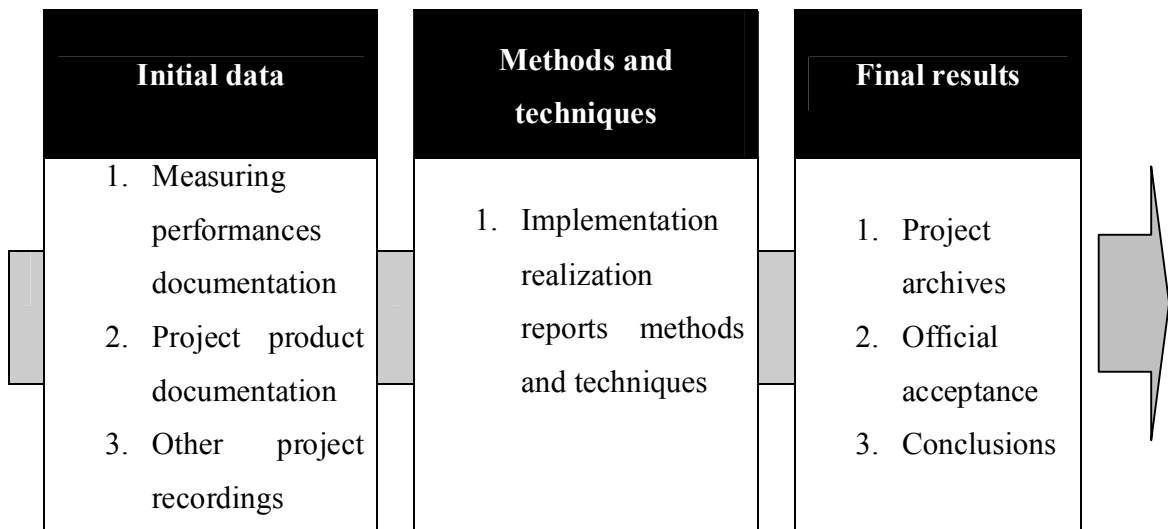 Initial data
1. Measuring
performances
documentation
2. Project product
documentation
3. Other project
recordings
Methods and
techniques
1. Implementation
realization
reports methods
and techniques
Final results
1. Project
archives
2. Official
acceptance
3. Conclusions